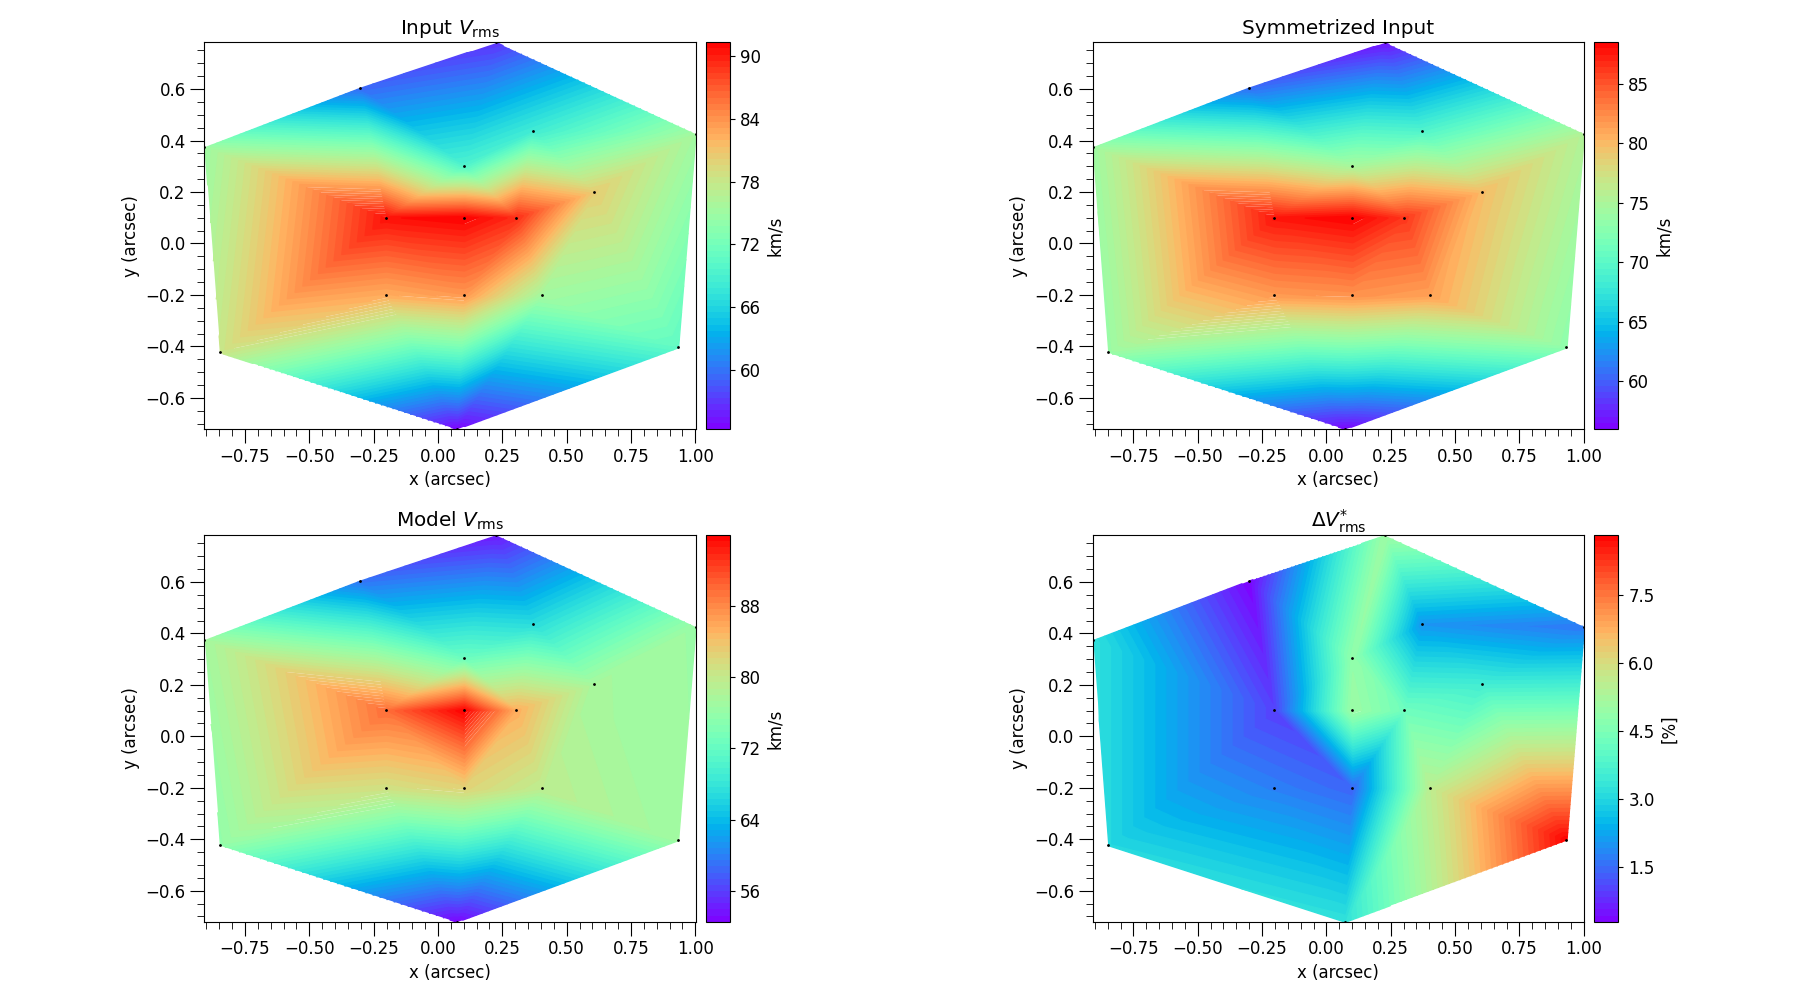 Input V_rms
0.6
0.4
0.2
0.0
−0.2
−0.4
−0.6
y (arcsec)
−0.75 −0.50 −0.25 0.00 0.25 0.50 0.75 1.00
x (arcsec)
90
84
78
72
66
60
km/s
Symmetrized Input
0.6
0.4
0.2
0.0
−0.2
−0.4
−0.6
y (arcsec)
−0.75 −0.50 −0.25 0.00 0.25 0.50 0.75 1.00
x (arcsec)
85
80
75
70
65
60
km/s
Model V_rms
0.6
0.4
0.2
0.0
−0.2
−0.4
−0.6
y (arcsec)
−0.75 −0.50 −0.25 0.00 0.25 0.50 0.75 1.00
x (arcsec)
88
80
72
64
56
km/s
ΔV*_rms
0.6
0.4
0.2
0.0
−0.2
−0.4
−0.6
y (arcsec)
−0.75 −0.50 −0.25 0.00 0.25 0.50 0.75 1.00
x (arcsec)
7.5
6.0
4.5
3.0
1.5
[%]